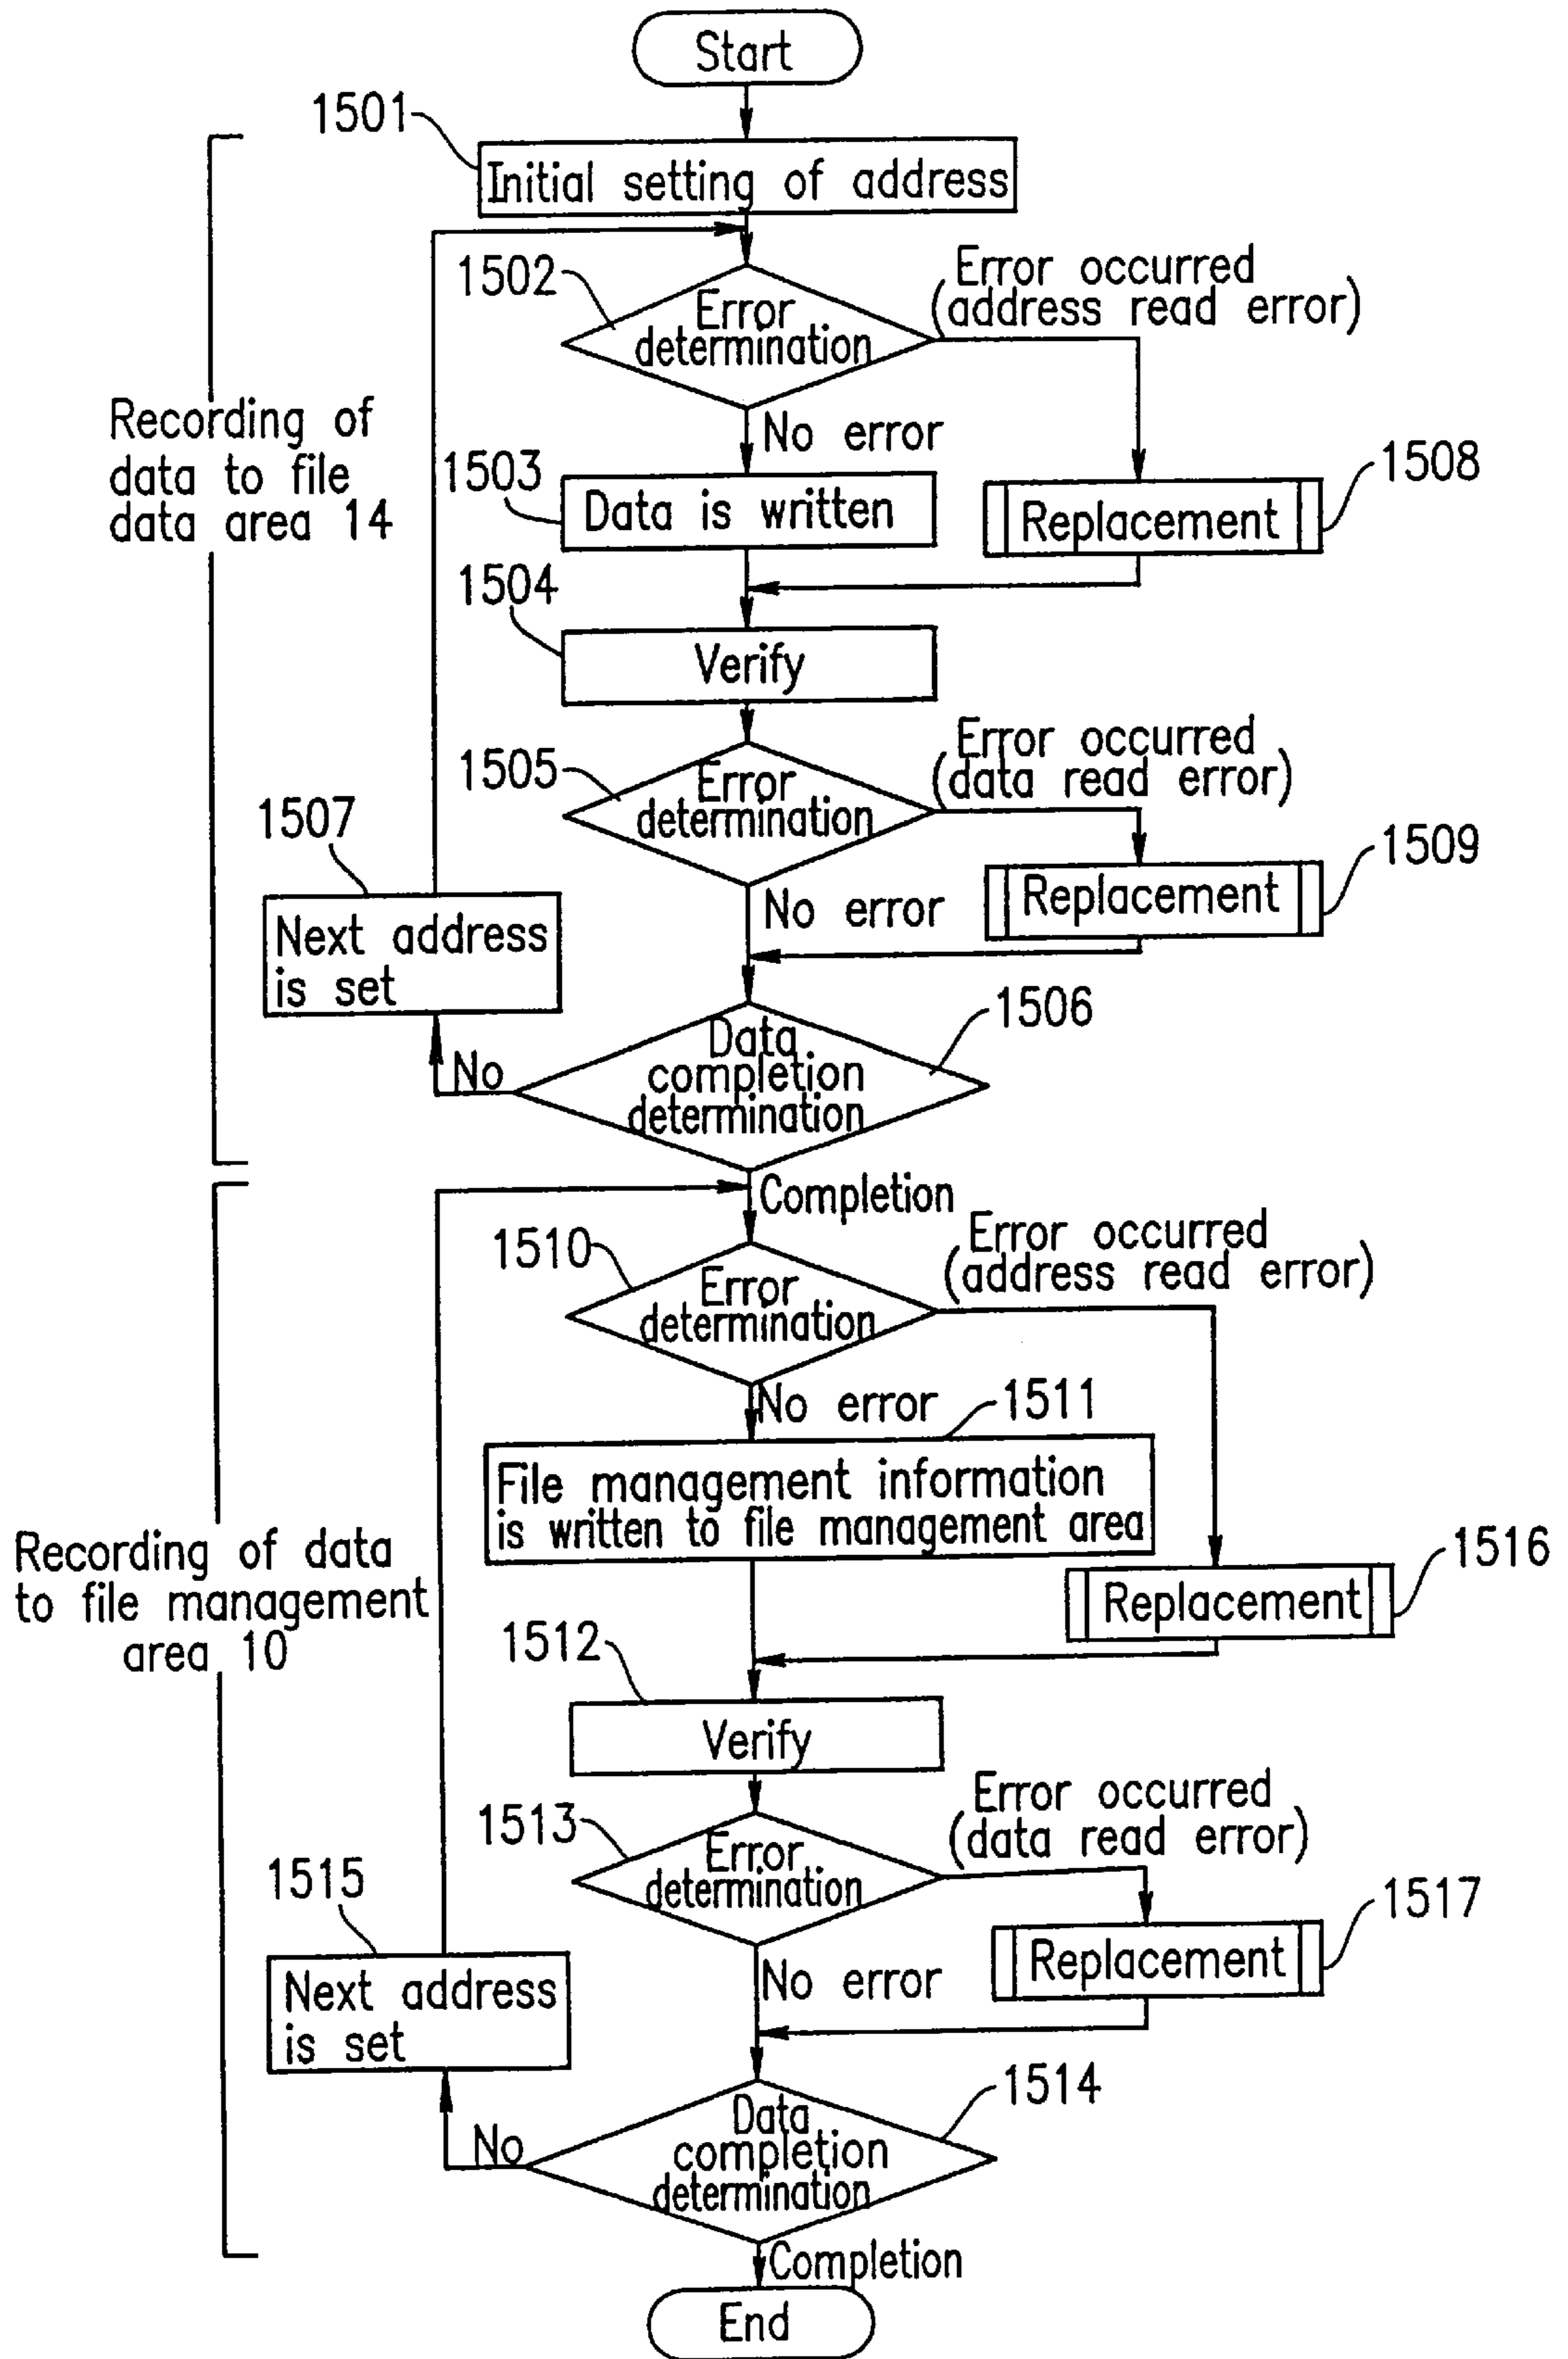 Start
1501
Initial setting of address
1502
Error
determination
Error occurred
(address read error)
No error
Recording of
data to file
data area 14
1503
Data is written
1508
Replacement
1504
Verify
1505
Error
determination
Error occurred
(data read error)
1507
Next address
is set
No error
1509
Replacement
1506
Data
completion
determination
No
Completion
1510
Error
determination
Error occurred
(address read error)
No error
1511
File management information
is written to file management area
Recording of data
to file management
area 10
1516
Replacement
1512
Verify
1513
Error
determination
Error occurred
(data read error)
1515
Next address
is set
No error
1517
Replacement
1514
Data
completion
determination
No
Completion
End